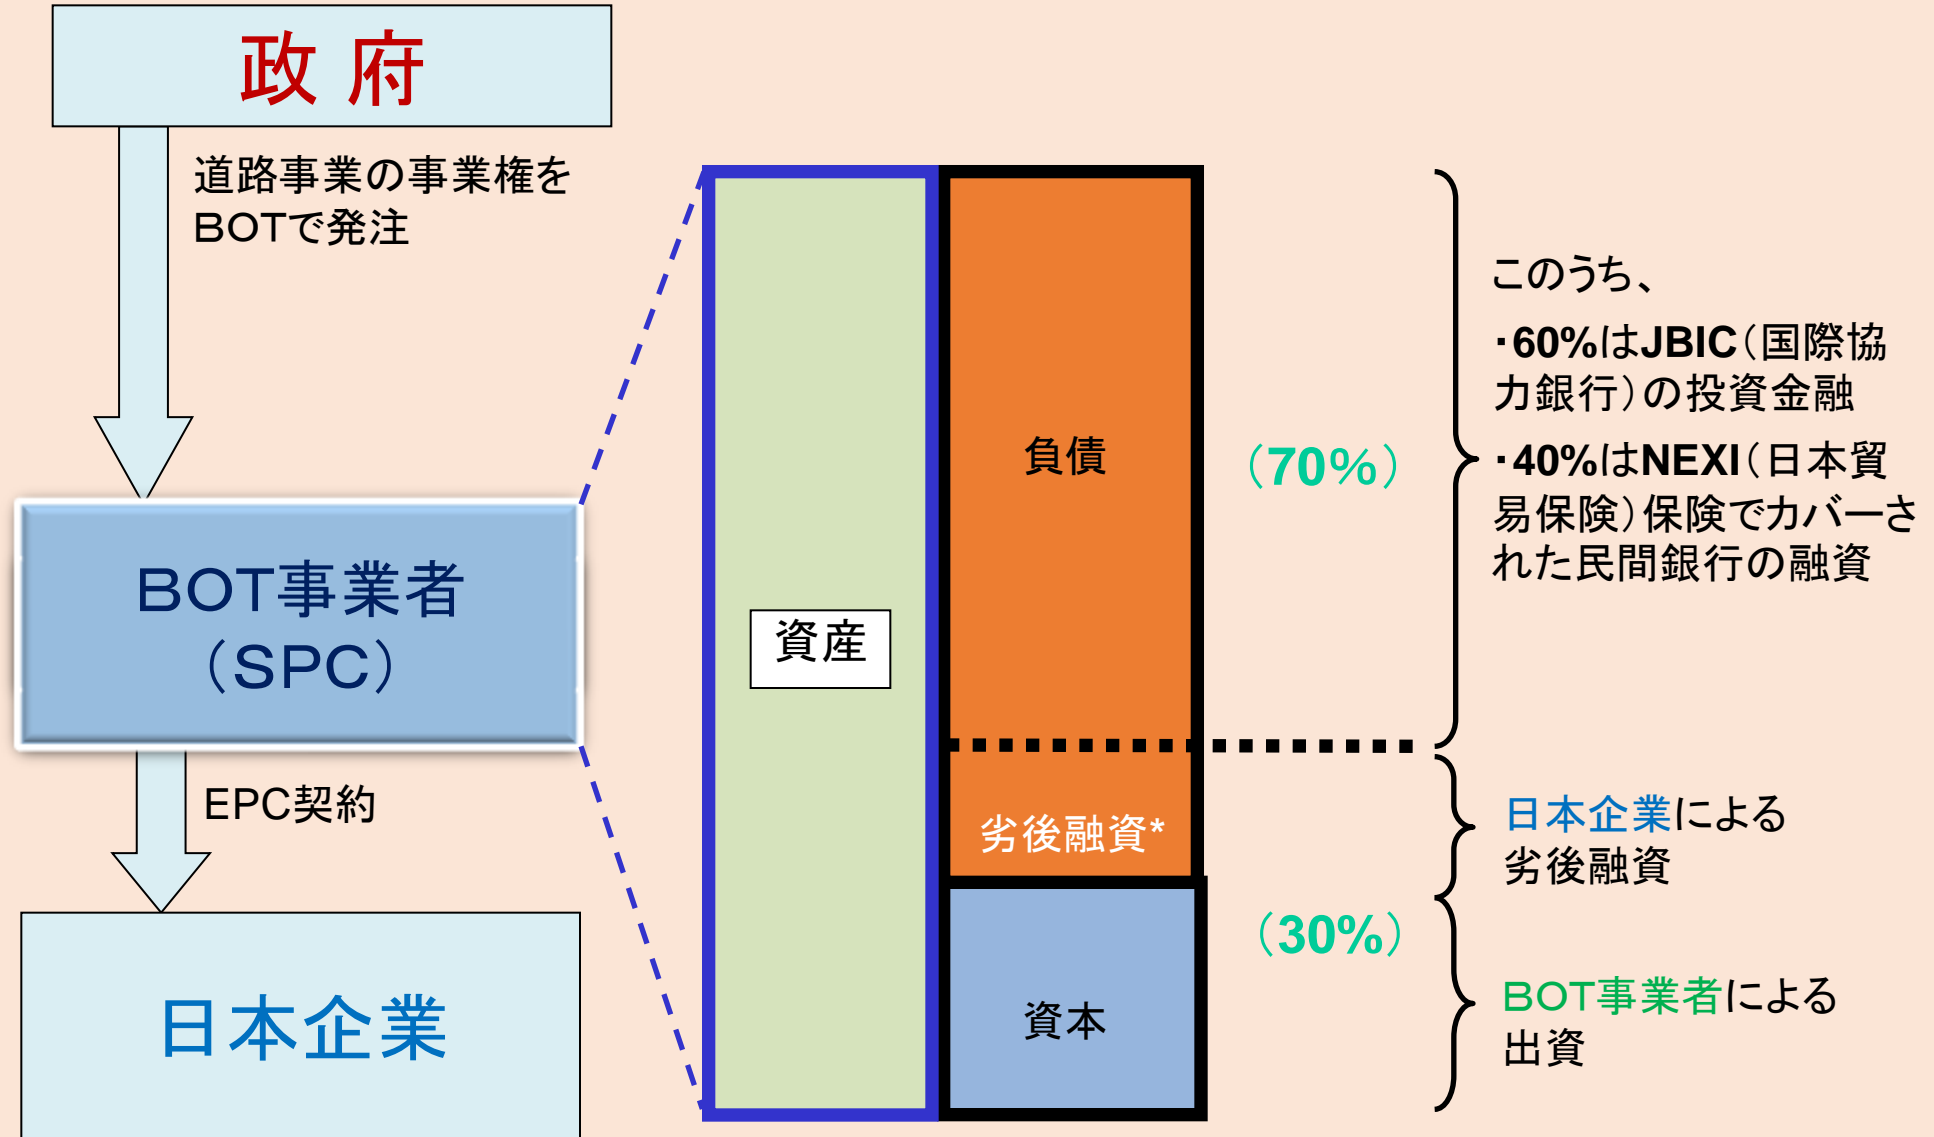 政 府
道路事業の事業権を
BOTで発注
BOT事業者
（SPC）
EPC契約
日本企業
資産
負債
劣後融資*
資本
（70%）
（30%）
このうち、
・60%はJBIC（国際協
力銀行）の投資金融
・40%はNEXI（日本貿
易保険）保険でカバーさ
れた民間銀行の融資
日本企業による
劣後融資
BOT事業者による
出資